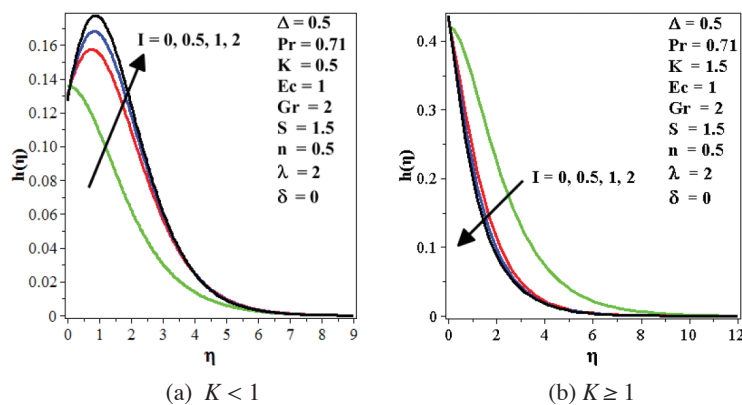 I = 0, 0.5, 1, 2
Δ = 0.5
Pr = 0.71
K = 0.5
Ec = 1
Gr = 2
S = 1.5
n = 0.5
λ = 2
δ = 0
h(η)
0.16
0.14
0.12
0.10
0.08
0.06
0.04
0.02
0
0 1 2 3 4 5 6 7 8 9
η
(a) K < 1
Δ = 0.5
Pr = 0.71
K = 1.5
Ec = 1
Gr = 2
S = 1.5
n = 0.5
λ = 2
δ = 0
I = 0, 0.5, 1, 2
h(η)
0.4
0.3
0.2
0.1
0
0 2 4 6 8 10 12
η
(b) K ≥ 1